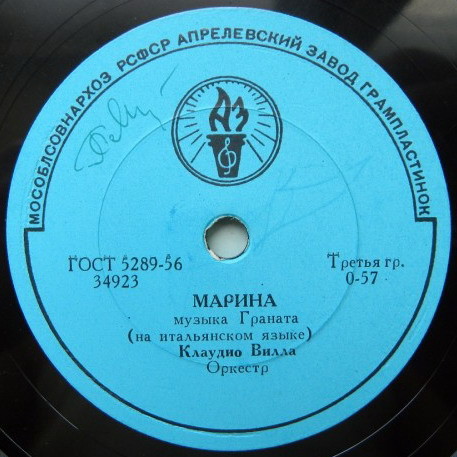 МОСОБЛСОВНАРХОЗ РСФСР АПРЕЛЕВСКИЙ ЗАВОД ГРАМПЛАСТИНОК
АЗ
ГОСТ 5289-56
34923
Третья гр.
0-57
МАРИНА
музыка Граната
(на итальянском языке)
Клаудио Вилла
Оркестр